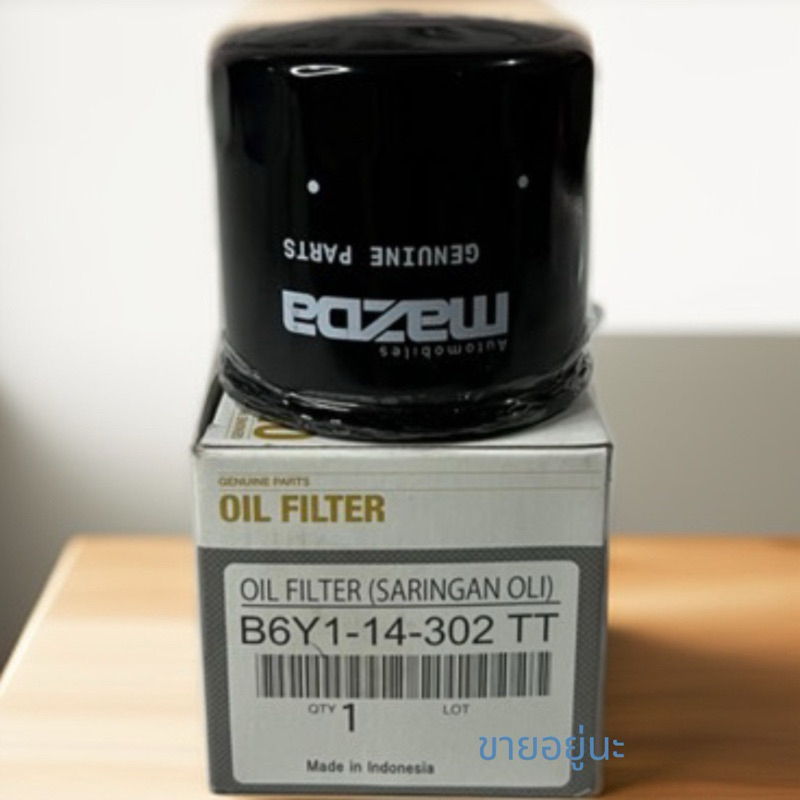 GENUINE PARTS
mazda
Automobiles
GENUINE PARTS
OIL FILTER
OIL FILTER (SARINGAN OLI)
B6Y1-14-302 TT
QTY 1 LOT
Made in Indonesia
ขายอยู่นะ